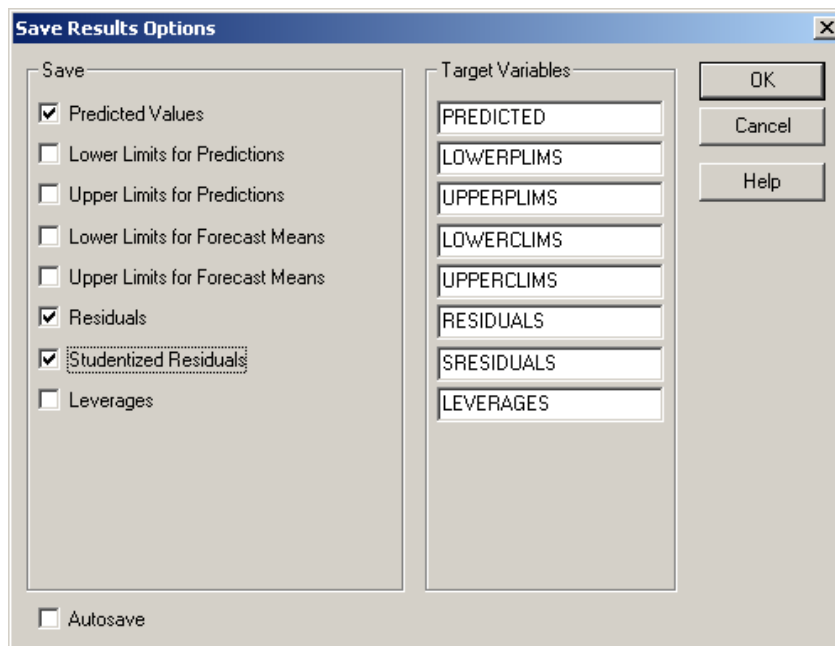 Save Results Options
Save
Predicted Values
Lower Limits for Predictions
Upper Limits for Predictions
Lower Limits for Forecast Means
Upper Limits for Forecast Means
Residuals
Studentized Residuals
Leverages
Target Variables
PREDICTED
LOWERPLIMS
UPPERPLIMS
LOWERCLIMS
UPPERCLIMS
RESIDUALS
SRESIDUALS
LEVERAGES
OK
Cancel
Help
Autosave